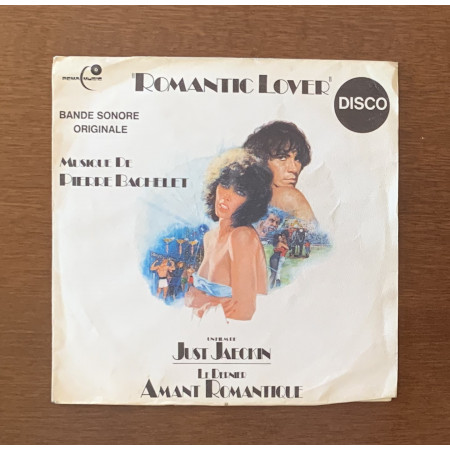 "ROMANTIC LOVER"
DISCO
BANDE SONORE
ORIGINALE
MUSIQUE DE
PIERRE BACHELET
UN FILM DE
JUST JAECKIN
LE DERNIER
AMANT ROMANTIQUE